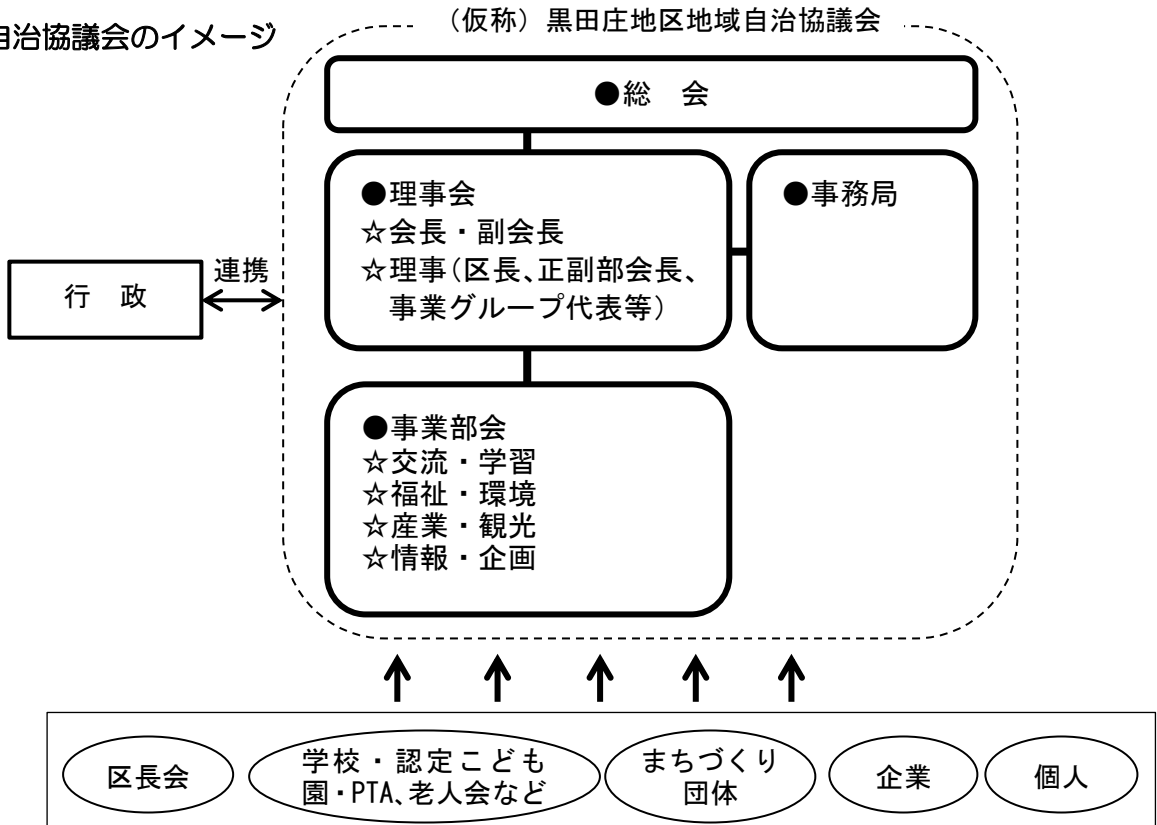 自治協議会のイメージ
（仮称）黒田庄地区地域自治協議会
●総　会
●理事会
☆会長・副会長
☆理事（区長、正副部会長、
事業グループ代表等）
●事務局
連携
行　政
●事業部会
☆交流・学習
☆福祉・環境
☆産業・観光
☆情報・企画
区長会
学校・認定こども
園・PTA、老人会など
まちづくり
団体
企業
個人